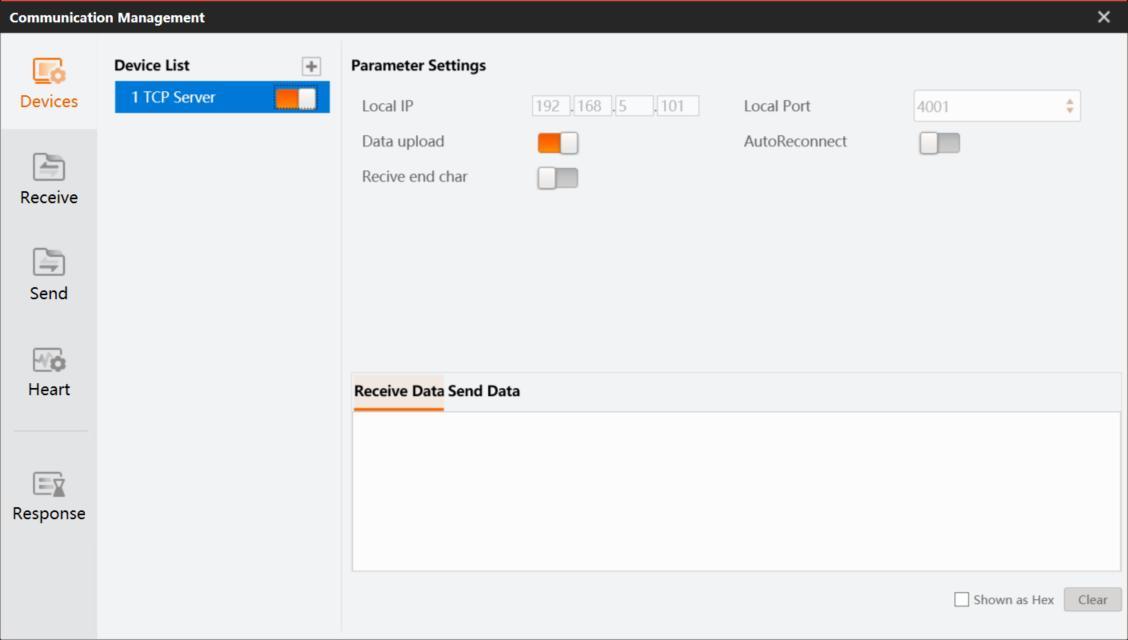 Communication Management
Devices
Receive
Send
Heart
Response
Device List
1 TCP Server
Parameter Settings
Local IP 192 .168 .5 .101 Local Port 4001
Data upload AutoReconnect
Recive end char
Receive Data Send Data
Shown as Hex Clear